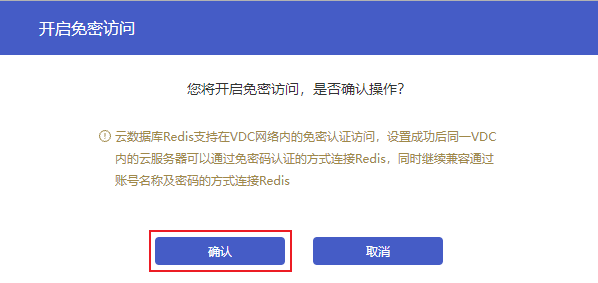 开启免密访问
您将开启免密访问，是否确认操作？
云数据库Redis支持在VDC网络内的免密认证访问，设置成功后同一VDC
内的云服务器可以通过免密码认证的方式连接Redis，同时继续兼容通过
账号名称及密码的方式连接Redis
确认
取消